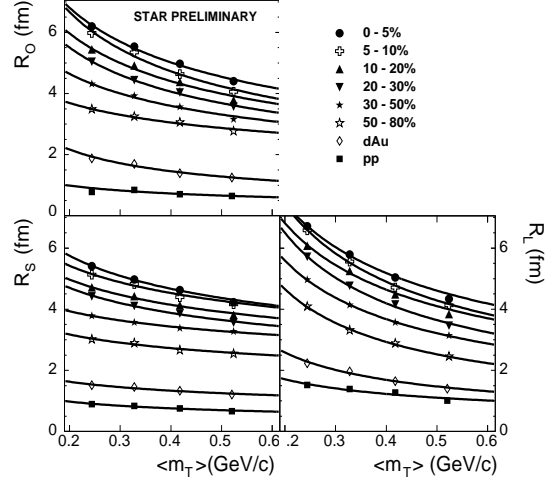 STAR PRELIMINARY
R_O (fm)
6
4
2
0
0 - 5%
5 - 10%
10 - 20%
20 - 30%
30 - 50%
50 - 80%
dAu
pp
R_S (fm)
6
4
2
0
0.2 0.3 0.4 0.5 0.6
<m_T> (GeV/c)
R_L (fm)
6
4
2
0
0.2 0.3 0.4 0.5 0.6
<m_T> (GeV/c)